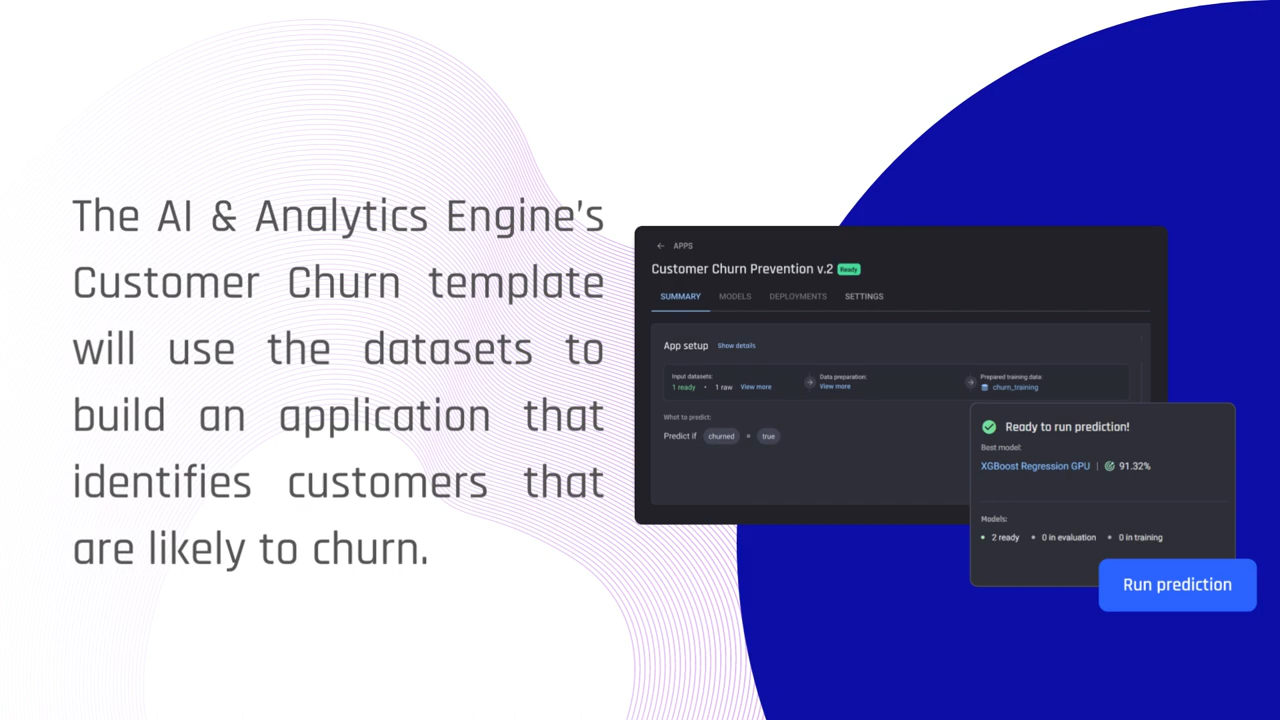 The AI & Analytics Engine's
Customer Churn template
will use the datasets to
build an application that
identifies customers that
are likely to churn.
← APPS
Customer Churn Prevention v.2 Ready
SUMMARY MODELS DEPLOYMENTS SETTINGS
App setup Show details
Input datasets:
1 ready • 1 raw View more
Data preparation:
View more
Prepared training data:
churn_training
What to predict:
Predict if churned = true
Ready to run prediction!
Best model:
XGBoost Regression GPU | 91.32%
Models:
• 2 ready • 0 in evaluation • 0 in training
Run prediction